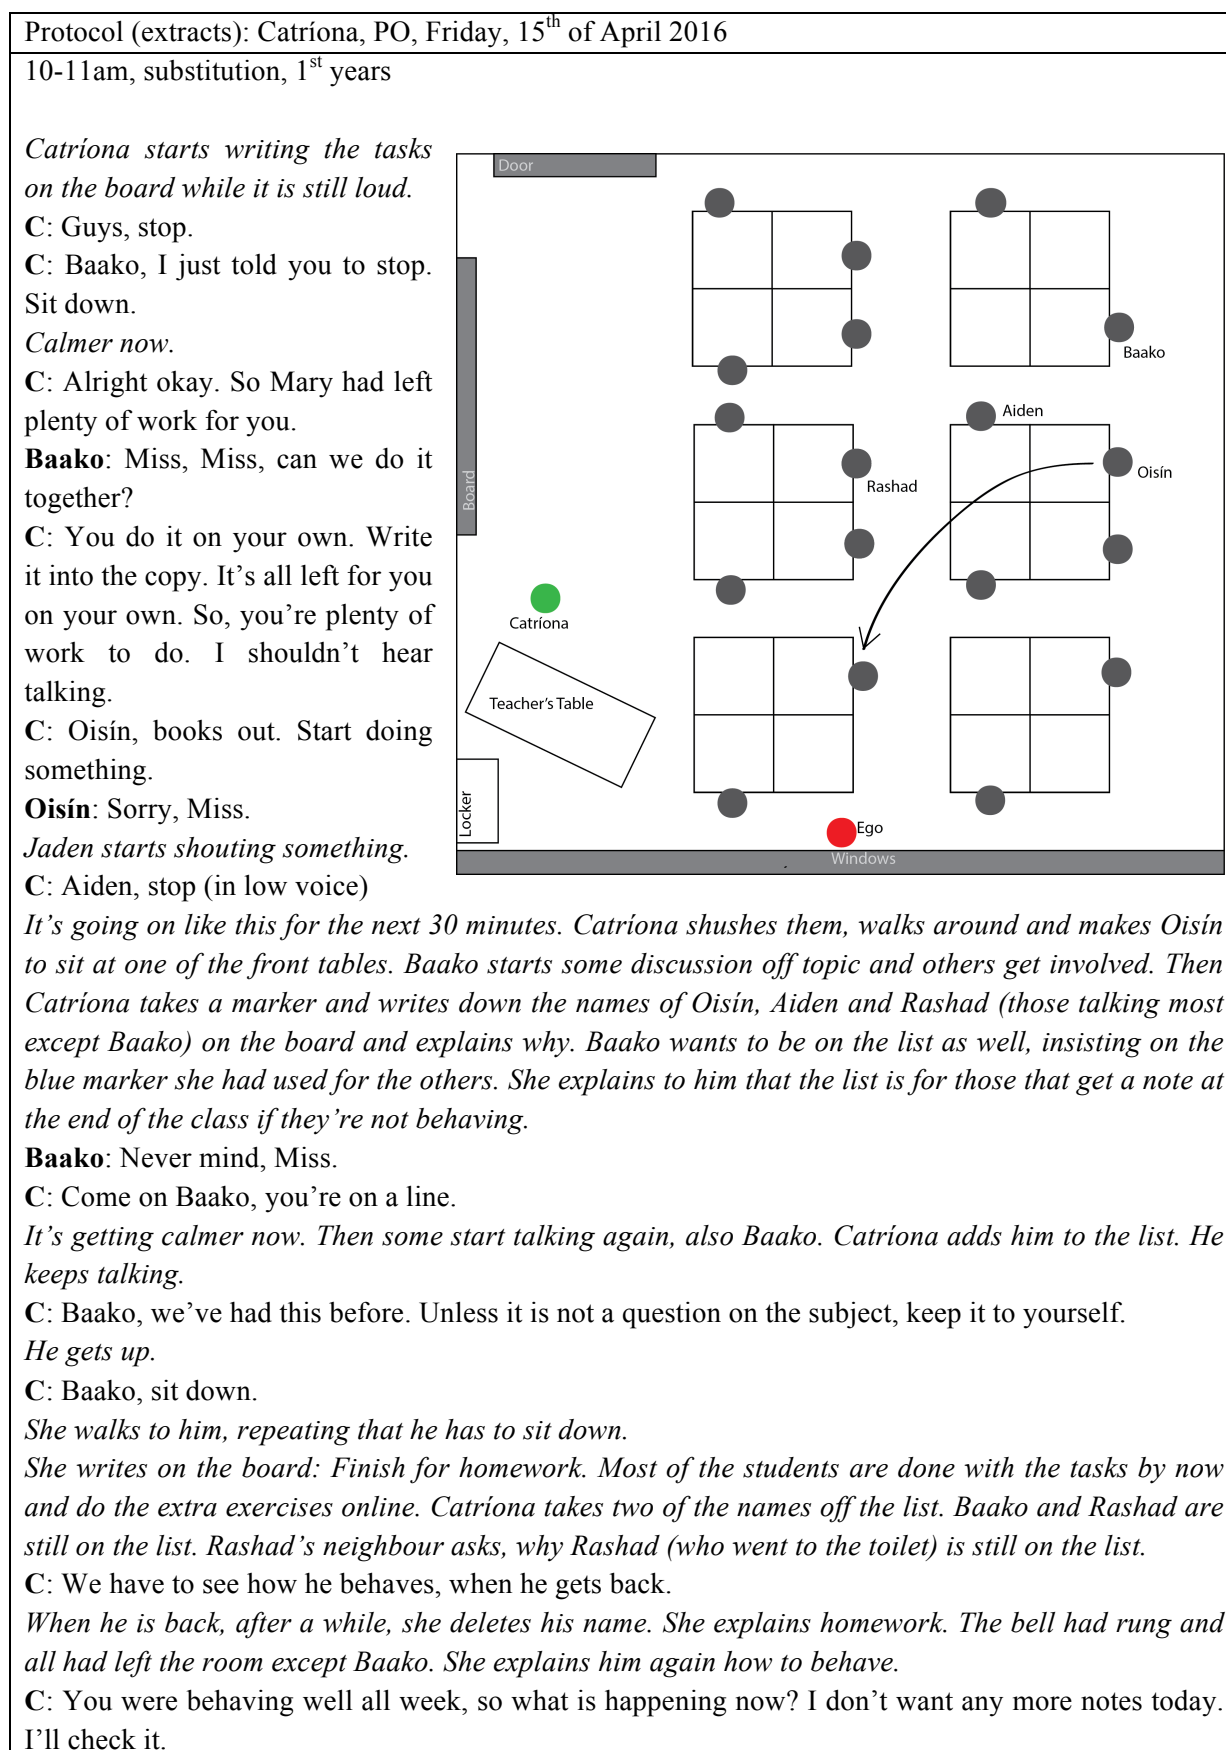 Protocol (extracts): Catríona, PO, Friday, 15th of April 2016
10-11am, substitution, 1st years
Catríona starts writing the tasks
on the board while it is still loud.
C: Guys, stop.
C: Baako, I just told you to stop.
Sit down.
Calmer now.
C: Alright okay. So Mary had left
plenty of work for you.
Baako: Miss, Miss, can we do it
together?
C: You do it on your own. Write
it into the copy. It's all left for you
on your own. So, you're plenty of
work to do. I shouldn't hear
talking.
C: Oisín, books out. Start doing
something.
Oisín: Sorry, Miss.
Jaden starts shouting something.
C: Aiden, stop (in low voice)
Door
Baako
Aiden
Oisín
Rashad
Board
Catríona
Teacher's Table
Locker
Ego
Windows
It's going on like this for the next 30 minutes. Catríona shushes them, walks around and makes Oisín
to sit at one of the front tables. Baako starts some discussion off topic and others get involved. Then
Catríona takes a marker and writes down the names of Oisín, Aiden and Rashad (those talking most
except Baako) on the board and explains why. Baako wants to be on the list as well, insisting on the
blue marker she had used for the others. She explains to him that the list is for those that get a note at
the end of the class if they're not behaving.
Baako: Never mind, Miss.
C: Come on Baako, you're on a line.
It's getting calmer now. Then some start talking again, also Baako. Catríona adds him to the list. He
keeps talking.
C: Baako, we've had this before. Unless it is not a question on the subject, keep it to yourself.
He gets up.
C: Baako, sit down.
She walks to him, repeating that he has to sit down.
She writes on the board: Finish for homework. Most of the students are done with the tasks by now
and do the extra exercises online. Catríona takes two of the names off the list. Baako and Rashad are
still on the list. Rashad's neighbour asks, why Rashad (who went to the toilet) is still on the list.
C: We have to see how he behaves, when he gets back.
When he is back, after a while, she deletes his name. She explains homework. The bell had rung and
all had left the room except Baako. She explains him again how to behave.
C: You were behaving well all week, so what is happening now? I don't want any more notes today.
I'll check it.